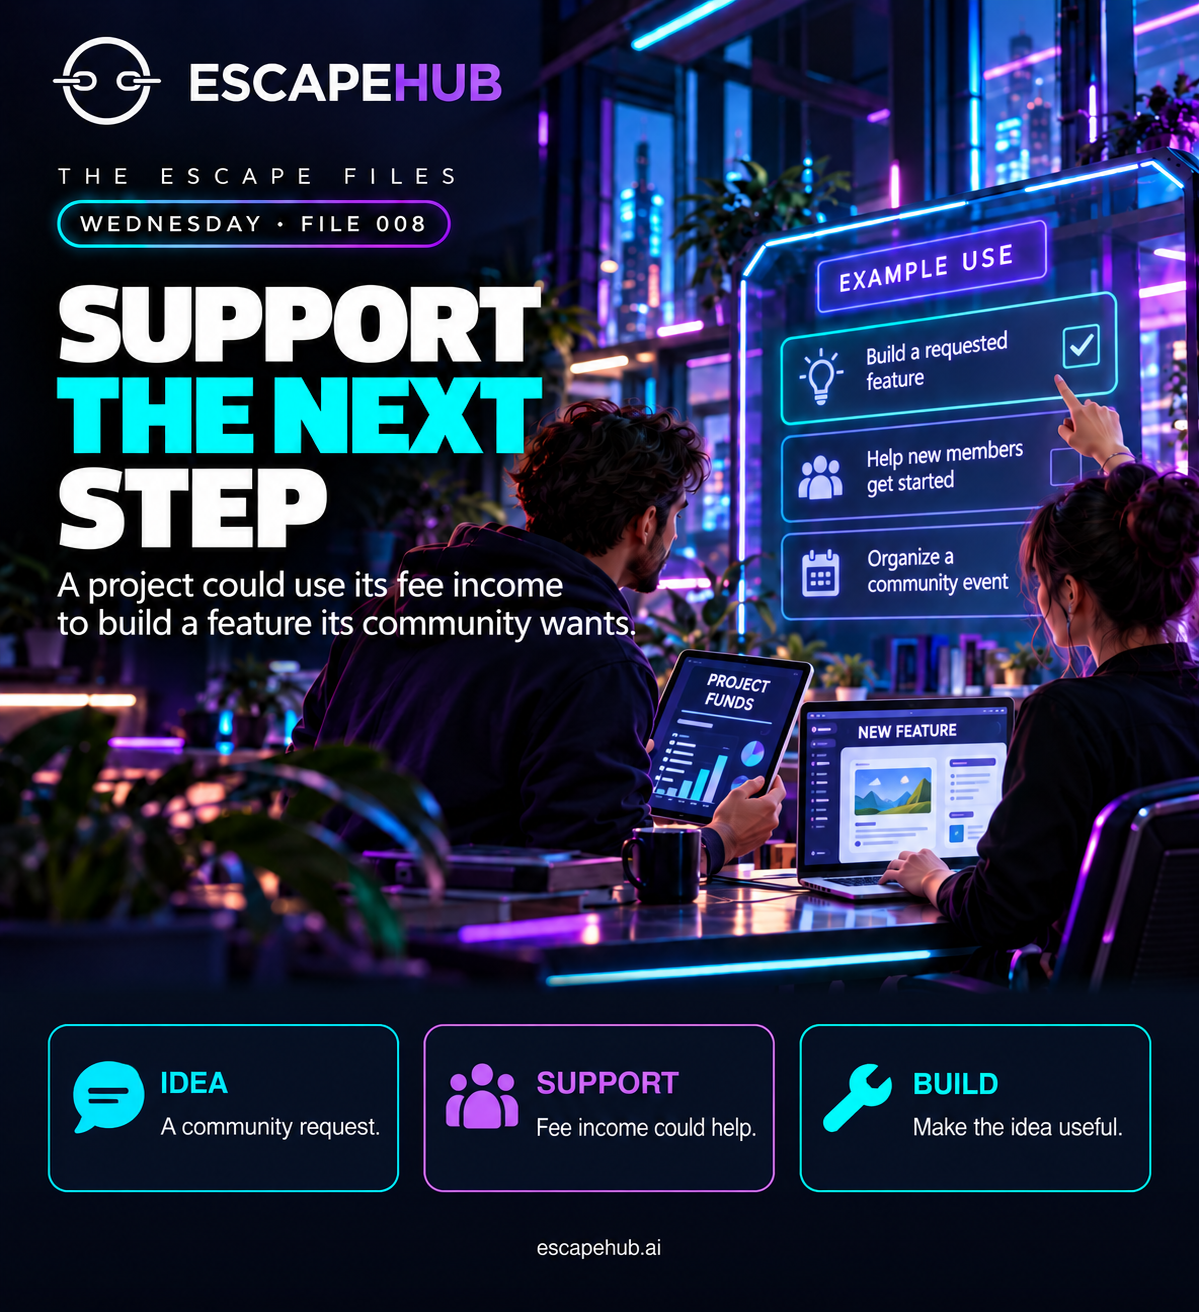 ESCAPEHUB
THE ESCAPE FILES
WEDNESDAY • FILE 008
SUPPORT
THE NEXT
STEP
A project could use its fee income
to build a feature its community wants.
EXAMPLE USE
Build a requested
feature
Help new members
get started
Organize a
community event
PROJECT
FUNDS
NEW FEATURE
IDEA
A community request.
SUPPORT
Fee income could help.
BUILD
Make the idea useful.
escapehub.ai